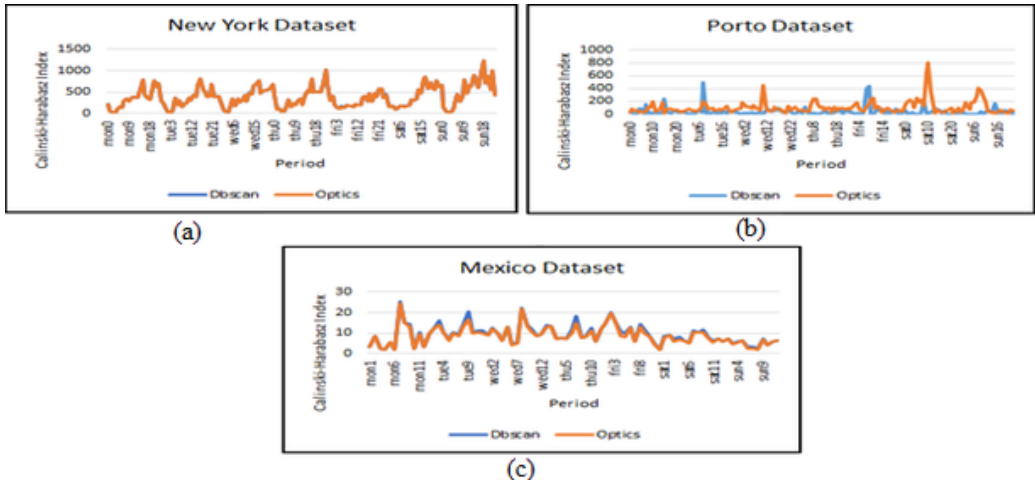 New York Dataset
Calinski-Harabasz Index
1500
1000
500
0
mon0
mon9
mon18
tue3
tue12
tue21
wed6
wed15
thu0
thu9
thu18
fri3
fri12
fri21
sat6
sat15
sun0
sun9
sun18
Period
Dbscan
Optics
(a)
Porto Dataset
Calinski-Harabasz Index
1000
800
600
400
200
0
mon0
mon10
mon20
tue6
wed2
wed12
wed22
thu8
thu18
fri4
fri14
sat0
sat10
sat20
sun6
sun16
Period
Dbscan
Optics
(b)
Mexico Dataset
Calinski-Harabasz Index
30
20
10
0
mon1
mon6
mon11
tue4
tue9
wed2
wed7
wed12
thu5
thu10
fri3
fri8
sat1
sat6
sat11
sun4
sun9
Period
Dbscan
Optics
(c)